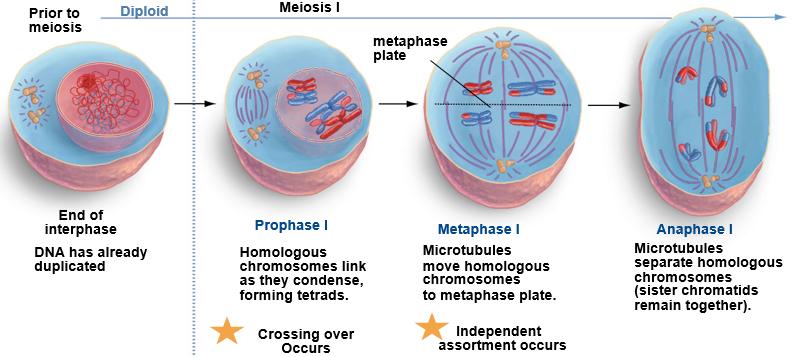 Prior to
meiosis
Diploid
Meiosis I
metaphase
plate
End of
interphase
DNA has already
duplicated
Prophase I
Homologous
chromosomes link
as they condense,
forming tetrads.
Crossing over
Occurs
Metaphase I
Microtubules
move homologous
chromosomes
to metaphase plate.
Independent
assortment occurs
Anaphase I
Microtubules
separate homologous
chromosomes
(sister chromatids
remain together).